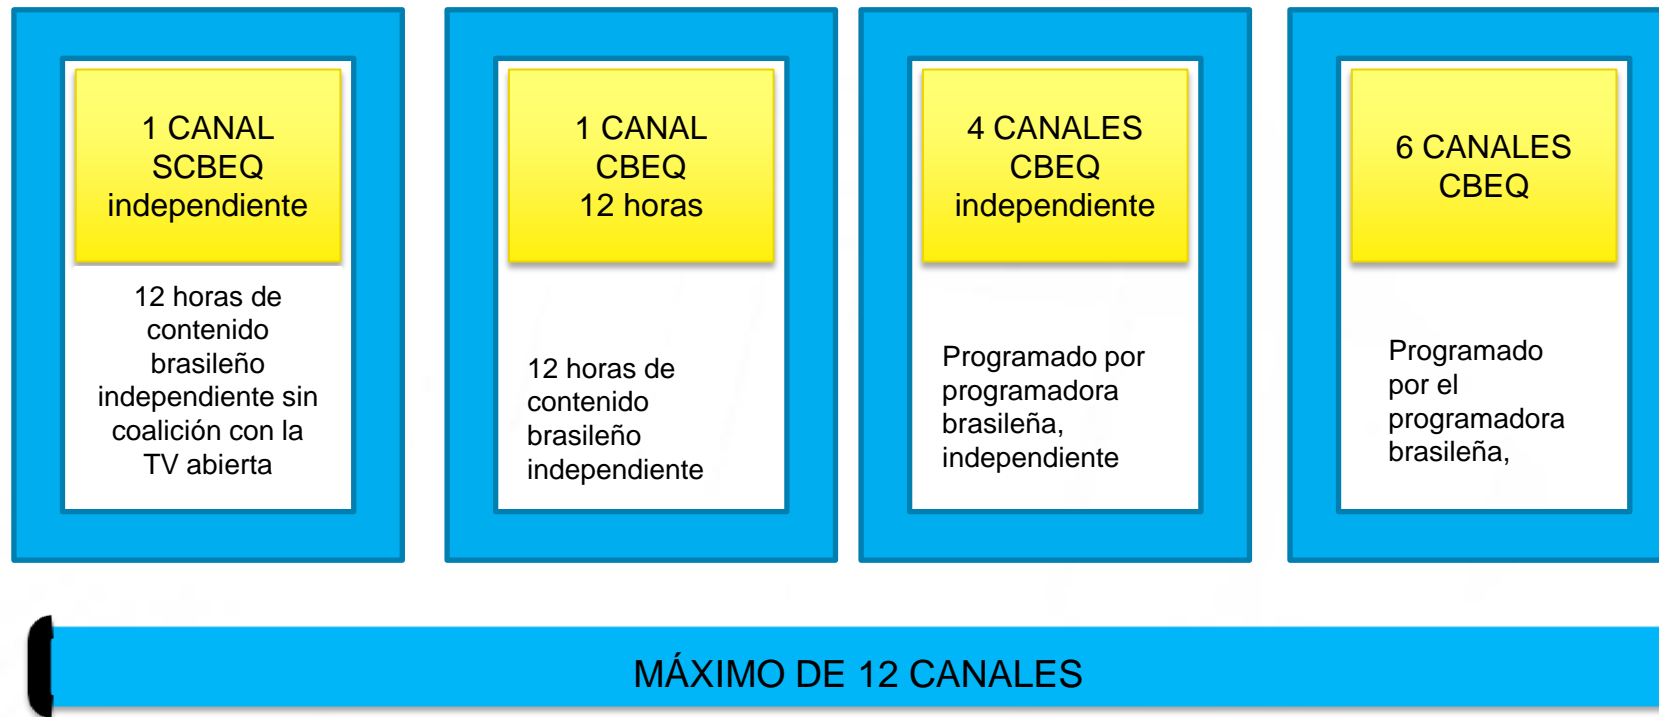 1 CANAL
SCBEQ
independiente
12 horas de
contenido
brasileño
independiente sin
coalición con la
TV abierta
1 CANAL
CBEQ
12 horas
12 horas de
contenido
brasileño
independiente
4 CANALES
CBEQ
independiente
Programado por
programadora
brasileña,
independiente
6 CANALES
CBEQ
Programado
por el
programadora
brasileña,
MÁXIMO DE 12 CANALES